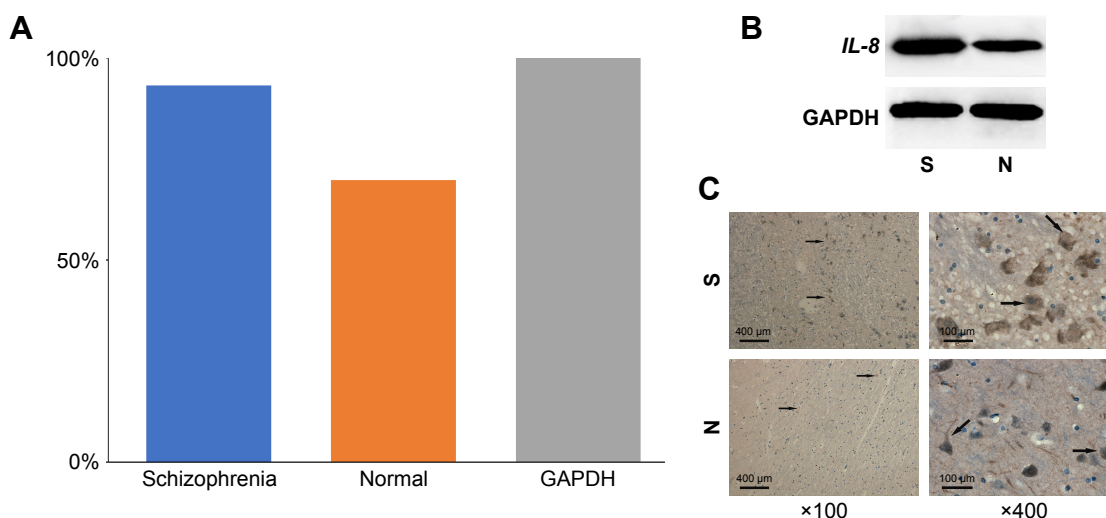 A
100%
50%
0%
Schizophrenia
Normal
GAPDH
B
IL-8
GAPDH
S
N
C
S
400 µm
100 µm
N
400 µm
100 µm
×100
×400